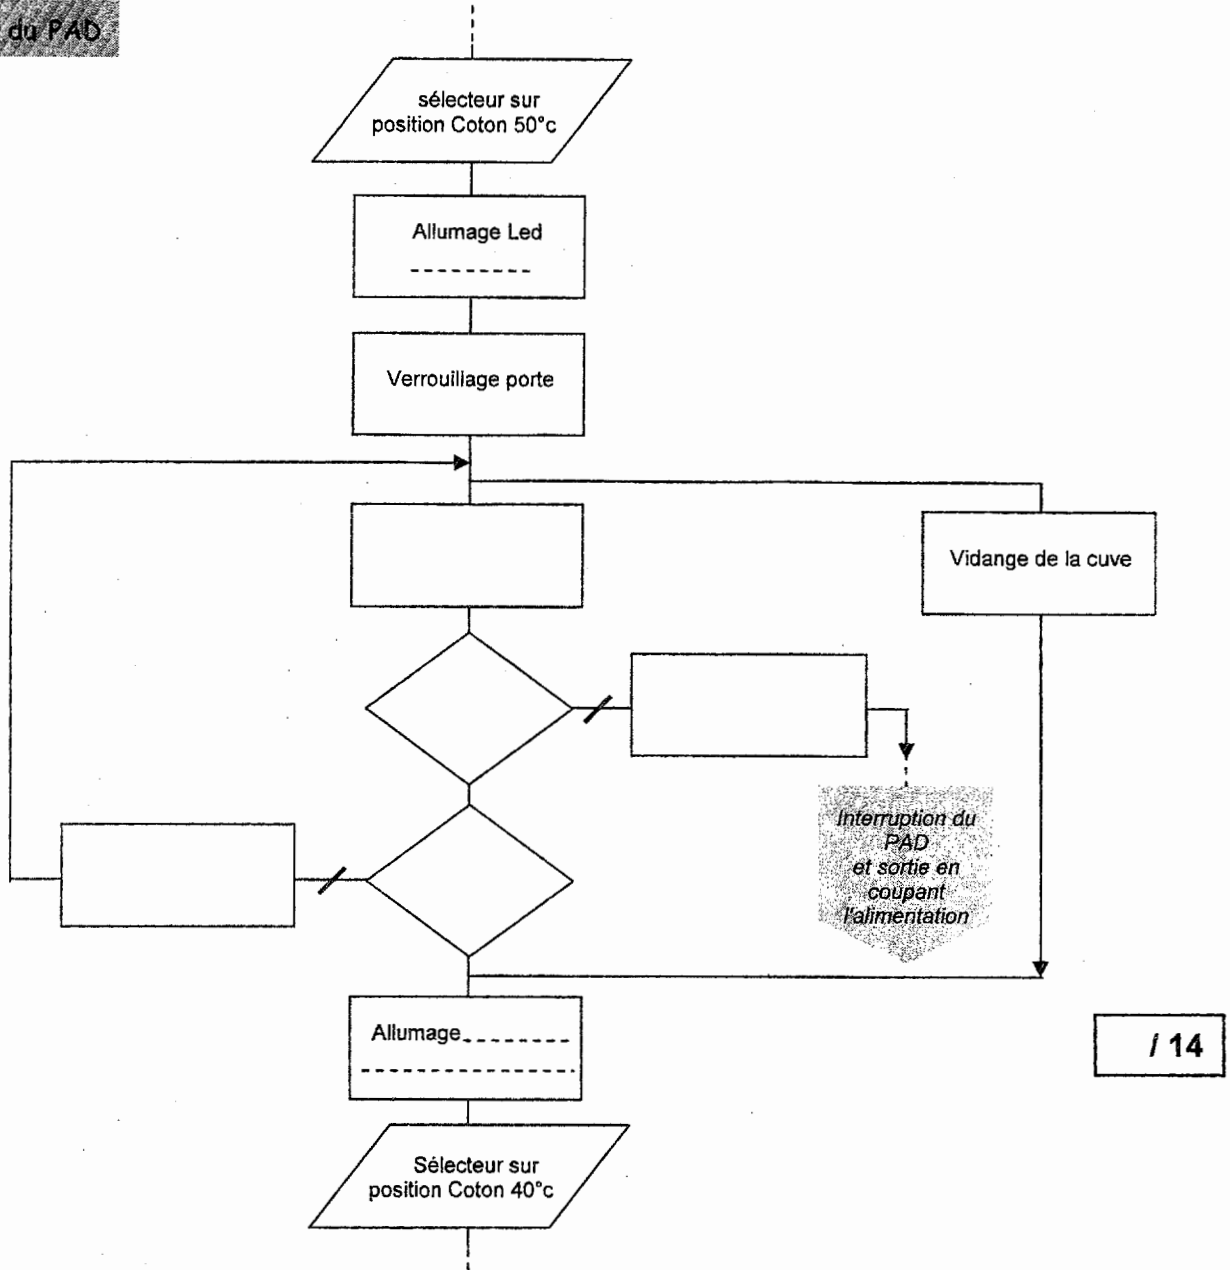 du PAD
sélecteur sur
position Coton 50°c
Allumage Led
Verrouillage porte
Vidange de la cuve
Interruption du
PAD
et sortie en
coupant
l'alimentation
Allumage
/ 14
Sélecteur sur
position Coton 40°c